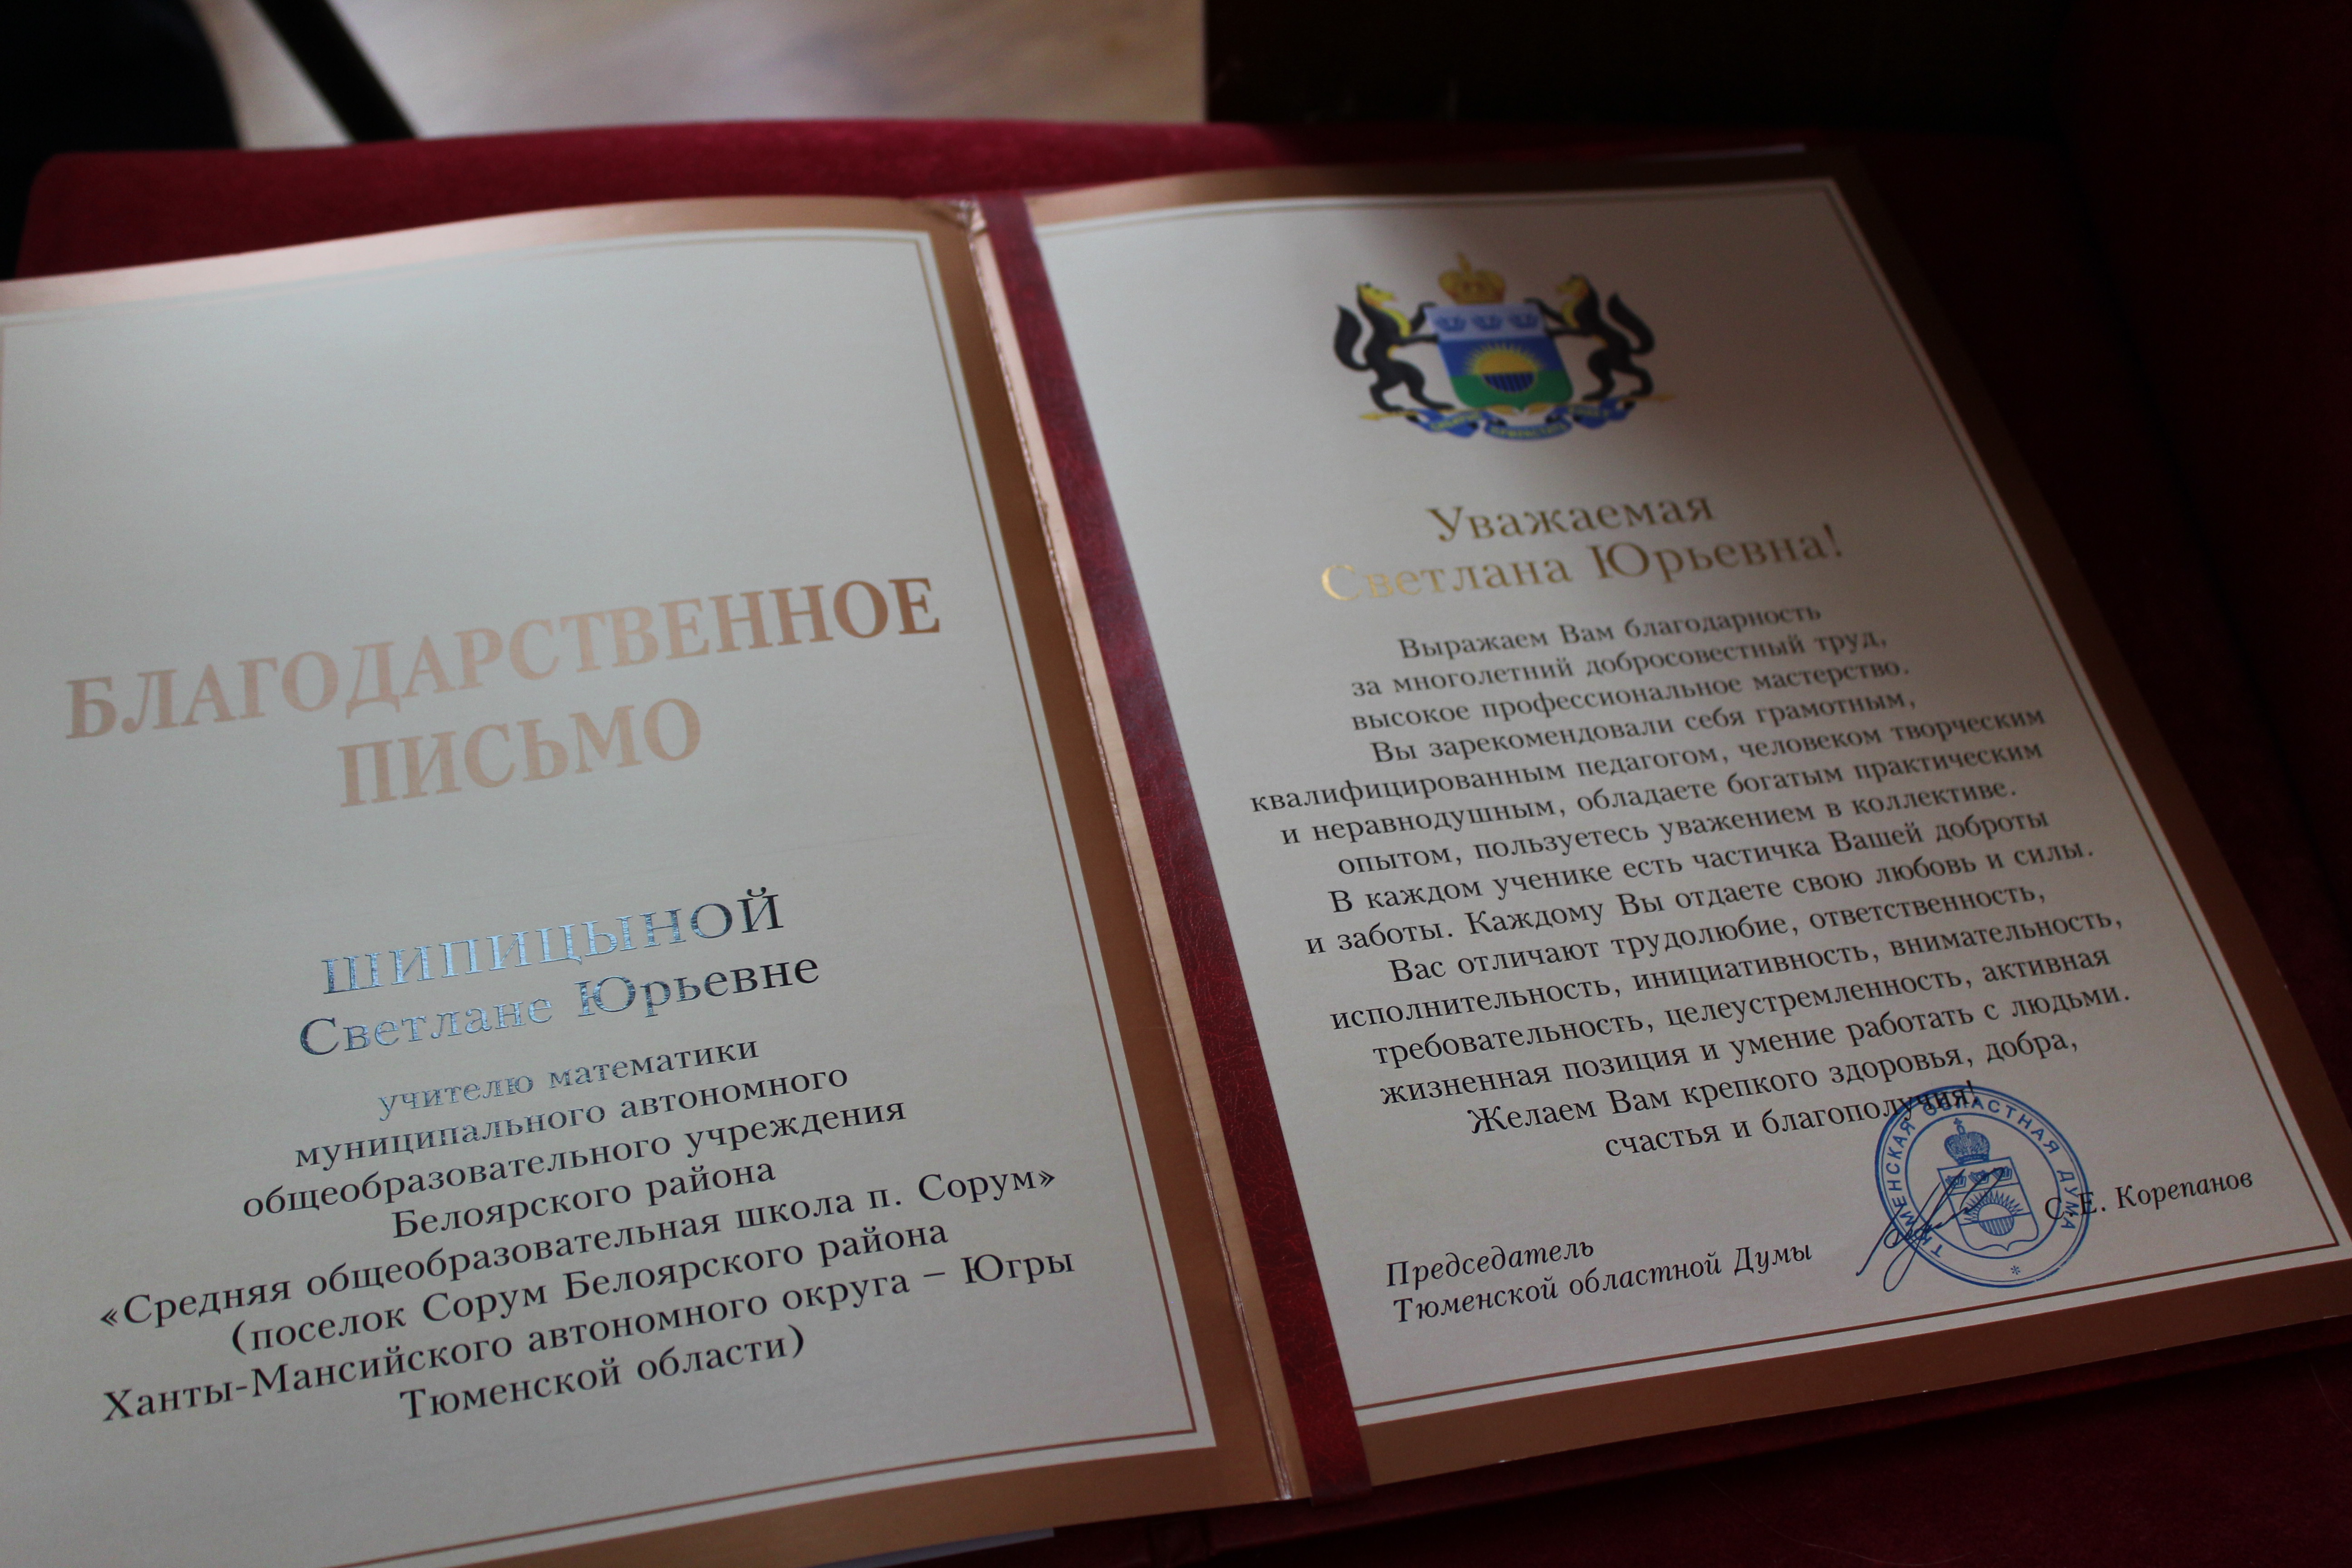 БЛАГОДАРСТВЕННОЕ
ПИСЬМО
ШИПИЦЫНОЙ
Светлане Юрьевне
учителю математики
муниципального автономного
общеобразовательного учреждения
Белоярского района
«Средняя общеобразовательная школа п. Сорум»
(поселок Сорум Белоярского района
Ханты-Мансийского автономного округа – Югры
Тюменской области)
Уважаемая
Светлана Юрьевна!
Выражаем Вам благодарность
за многолетний добросовестный труд,
высокое профессиональное мастерство.
Вы зарекомендовали себя грамотным,
квалифицированным педагогом, человеком творческим
и неравнодушным, обладаете богатым практическим
опытом, пользуетесь уважением в коллективе.
В каждом ученике есть частичка Вашей доброты
и заботы. Каждому Вы отдаете свою любовь и силы.
Вас отличают трудолюбие, ответственность,
исполнительность, инициативность, внимательность,
требовательность, целеустремленность, активная
жизненная позиция и умение работать с людьми.
Желаем Вам крепкого здоровья, добра,
счастья и благополучия!
Председатель
Тюменской областной Думы
С.Е. Корепанов
ТЮМЕНСКАЯ ОБЛАСТНАЯ ДУМА